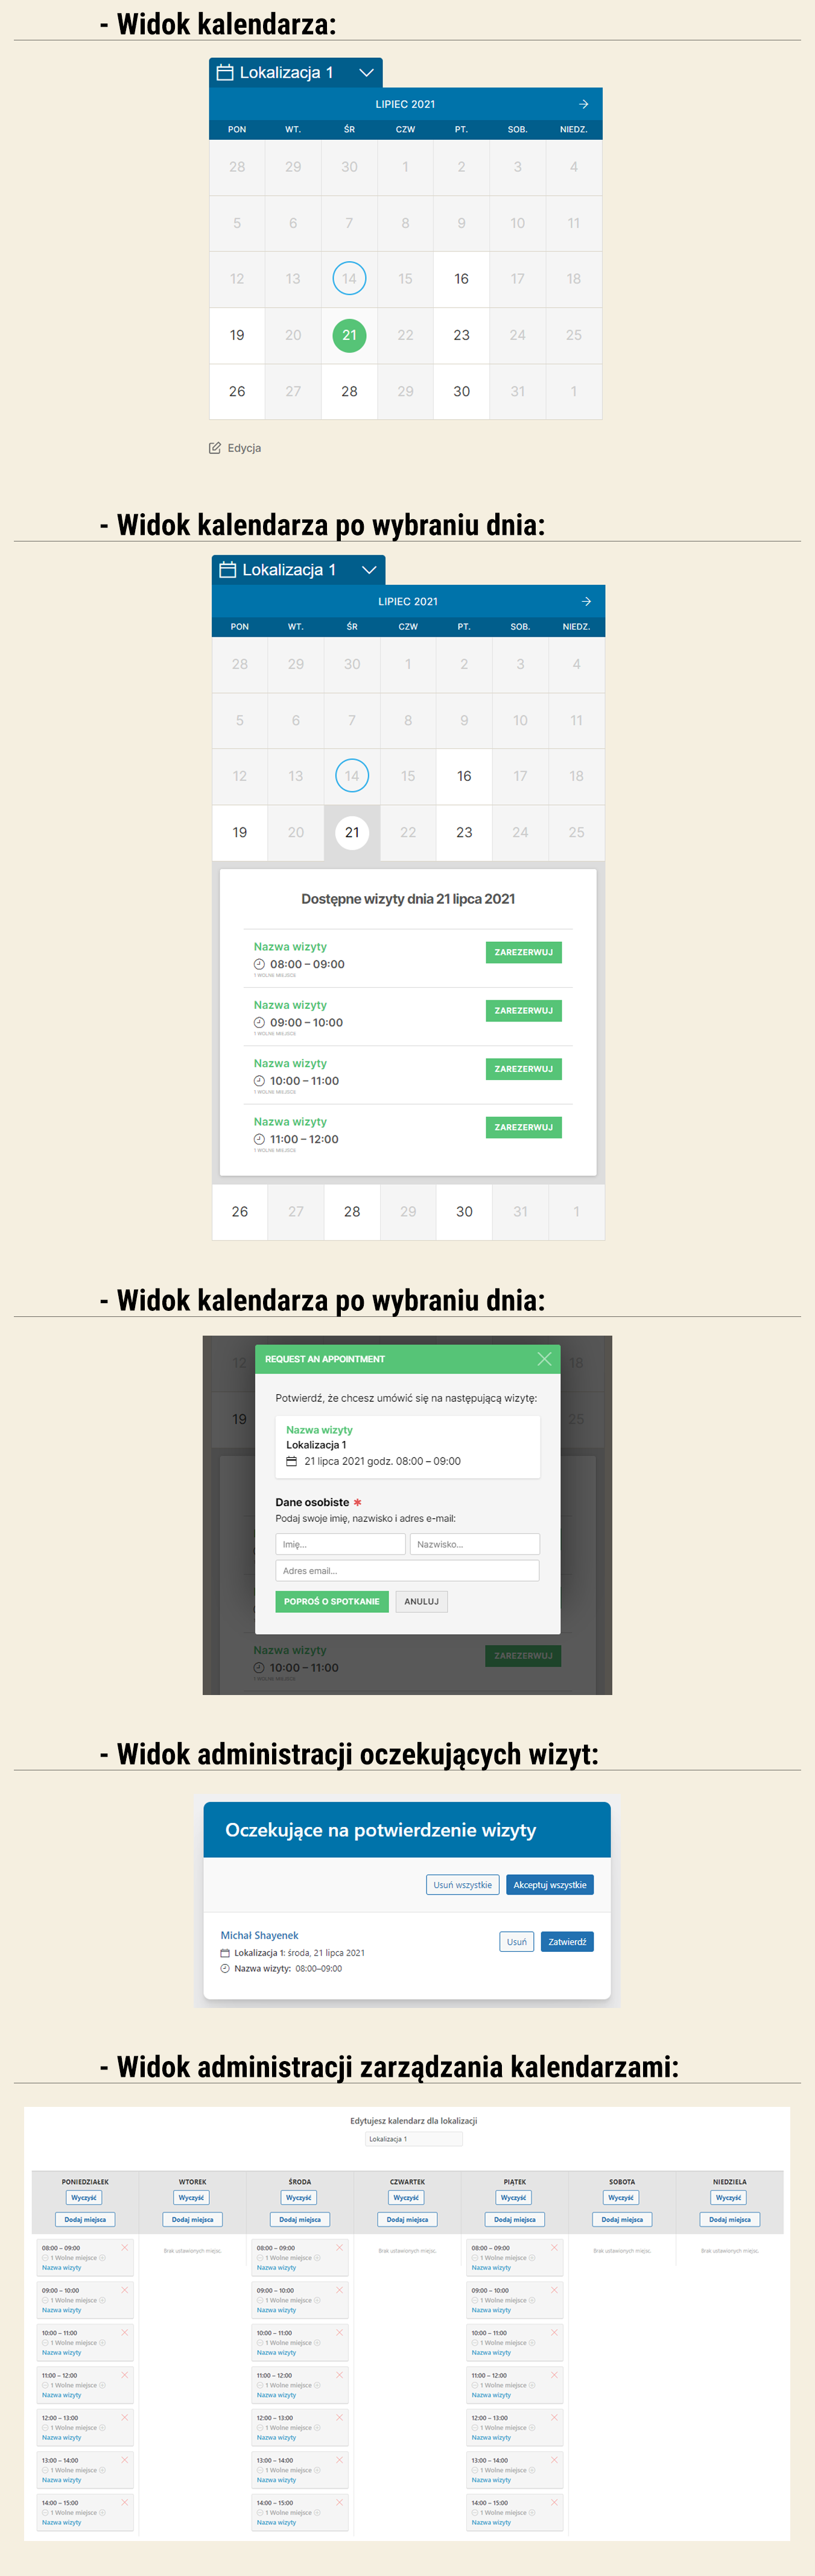 - Widok kalendarza:
Lokalizacja 1
LIPIEC 2021
PON WT. ŚR CZW PT. SOB. NIEDZ.
28 29 30 1 2 3 4
5 6 7 8 9 10 11
12 13 14 15 16 17 18
19 20 21 22 23 24 25
26 27 28 29 30 31 1
Edycja
- Widok kalendarza po wybraniu dnia:
Lokalizacja 1
LIPIEC 2021
PON WT. ŚR CZW PT. SOB. NIEDZ.
28 29 30 1 2 3 4
5 6 7 8 9 10 11
12 13 14 15 16 17 18
19 20 21 22 23 24 25
Dostępne wizyty dnia 21 lipca 2021
Nazwa wizyty
08:00 – 09:00 ZAREZERWUJ
1 WOLNE MIEJSCE
Nazwa wizyty
09:00 – 10:00 ZAREZERWUJ
1 WOLNE MIEJSCE
Nazwa wizyty
10:00 – 11:00 ZAREZERWUJ
1 WOLNE MIEJSCE
Nazwa wizyty
11:00 – 12:00 ZAREZERWUJ
1 WOLNE MIEJSCE
26 27 28 29 30 31 1
- Widok kalendarza po wybraniu dnia:
12 18
REQUEST AN APPOINTMENT
19 25
Potwierdź, że chcesz umówić się na następującą wizytę:
Nazwa wizyty
Lokalizacja 1
21 lipca 2021 godz. 08:00 – 09:00
Dane osobiste *
Podaj swoje imię, nazwisko i adres e-mail:
Imię... Nazwisko...
Adres email...
POPROŚ O SPOTKANIE ANULUJ
Nazwa wizyty
10:00 – 11:00 ZAREZERWUJ
1 WOLNE MIEJSCE
- Widok administracji oczekujących wizyt:
Oczekujące na potwierdzenie wizyty
Usuń wszystkie Akceptuj wszystkie
Michał Shayenek
Lokalizacja 1: środa, 21 lipca 2021 Usuń Zatwierdź
Nazwa wizyty: 08:00–09:00
- Widok administracji zarządzania kalendarzami:
Edytujesz kalendarz dla lokalizacji
Lokalizacja 1
PONIEDZIAŁEK WTOREK ŚRODA CZWARTEK PIĄTEK SOBOTA NIEDZIELA
Wyczyść Wyczyść Wyczyść Wyczyść Wyczyść Wyczyść Wyczyść
Dodaj miejsca Dodaj miejsca Dodaj miejsca Dodaj miejsca Dodaj miejsca Dodaj miejsca Dodaj miejsca
08:00 – 09:00 Brak ustawionych miejsc. 08:00 – 09:00 Brak ustawionych miejsc. 08:00 – 09:00 Brak ustawionych miejsc. Brak ustawionych miejsc.
1 Wolne miejsce 1 Wolne miejsce 1 Wolne miejsce
Nazwa wizyty Nazwa wizyty Nazwa wizyty
09:00 – 10:00 09:00 – 10:00 09:00 – 10:00
1 Wolne miejsce 1 Wolne miejsce 1 Wolne miejsce
Nazwa wizyty Nazwa wizyty Nazwa wizyty
10:00 – 11:00 10:00 – 11:00 10:00 – 11:00
1 Wolne miejsce 1 Wolne miejsce 1 Wolne miejsce
Nazwa wizyty Nazwa wizyty Nazwa wizyty
11:00 – 12:00 11:00 – 12:00 11:00 – 12:00
1 Wolne miejsce 1 Wolne miejsce 1 Wolne miejsce
Nazwa wizyty Nazwa wizyty Nazwa wizyty
12:00 – 13:00 12:00 – 13:00 12:00 – 13:00
1 Wolne miejsce 1 Wolne miejsce 1 Wolne miejsce
Nazwa wizyty Nazwa wizyty Nazwa wizyty
13:00 – 14:00 13:00 – 14:00 13:00 – 14:00
1 Wolne miejsce 1 Wolne miejsce 1 Wolne miejsce
Nazwa wizyty Nazwa wizyty Nazwa wizyty
14:00 – 15:00 14:00 – 15:00 14:00 – 15:00
1 Wolne miejsce 1 Wolne miejsce 1 Wolne miejsce
Nazwa wizyty Nazwa wizyty Nazwa wizyty